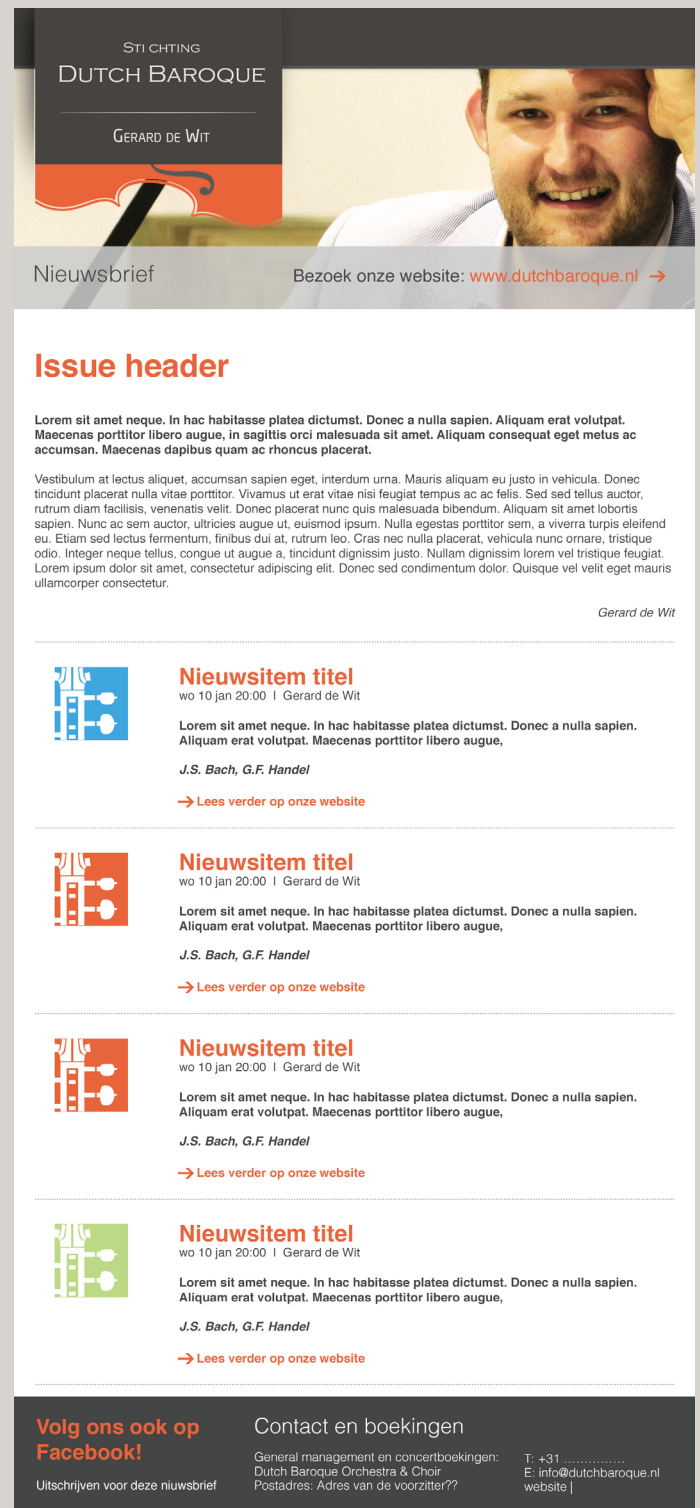 STICHTING
DUTCH BAROQUE
GERARD DE WIT
Nieuwsbrief
Bezoek onze website: www.dutchbaroque.nl →
Issue header
Lorem sit amet neque. In hac habitasse platea dictumst. Donec a nulla sapien. Aliquam erat volutpat.
Maecenas porttitor libero augue, in sagittis orci malesuada sit amet. Aliquam consequat eget metus ac
accumsan. Maecenas dapibus quam ac rhoncus placerat.
Vestibulum at lectus aliquet, accumsan sapien eget, interdum urna. Mauris aliquam eu justo in vehicula. Donec
tincidunt placerat nulla vitae porttitor. Vivamus ut erat vitae nisi feugiat tempus ac ac felis. Sed sed tellus auctor,
rutrum diam facilisis, venenatis velit. Donec placerat nunc quis malesuada bibendum. Aliquam sit amet lobortis
sapien. Nunc ac sem auctor, ultricies augue ut, euismod ipsum. Nulla egestas porttitor sem, a viverra turpis eleifend
eu. Etiam sed lectus fermentum, finibus dui at, rutrum leo. Cras nec nulla placerat, vehicula nunc ornare, tristique
odio. Integer neque tellus, congue ut augue a, tincidunt dignissim justo. Nullam dignissim lorem vel tristique feugiat.
Lorem ipsum dolor sit amet, consectetur adipiscing elit. Donec sed condimentum dolor. Quisque vel velit eget mauris
ullamcorper consectetur.
Gerard de Wit
Nieuwsitem titel
wo 10 jan 20:00 | Gerard de Wit
Lorem sit amet neque. In hac habitasse platea dictumst. Donec a nulla sapien.
Aliquam erat volutpat. Maecenas porttitor libero augue,
J.S. Bach, G.F. Handel
→ Lees verder op onze website
Nieuwsitem titel
wo 10 jan 20:00 | Gerard de Wit
Lorem sit amet neque. In hac habitasse platea dictumst. Donec a nulla sapien.
Aliquam erat volutpat. Maecenas porttitor libero augue,
J.S. Bach, G.F. Handel
→ Lees verder op onze website
Nieuwsitem titel
wo 10 jan 20:00 | Gerard de Wit
Lorem sit amet neque. In hac habitasse platea dictumst. Donec a nulla sapien.
Aliquam erat volutpat. Maecenas porttitor libero augue,
J.S. Bach, G.F. Handel
→ Lees verder op onze website
Nieuwsitem titel
wo 10 jan 20:00 | Gerard de Wit
Lorem sit amet neque. In hac habitasse platea dictumst. Donec a nulla sapien.
Aliquam erat volutpat. Maecenas porttitor libero augue,
J.S. Bach, G.F. Handel
→ Lees verder op onze website
Volg ons ook op
Facebook!
Uitschrijven voor deze niuwsbrief
Contact en boekingen
General management en concertboekingen:
Dutch Baroque Orchestra & Choir
Postadres: Adres van de voorzitter??
T: +31 ……………
E: info@dutchbaroque.nl
website |